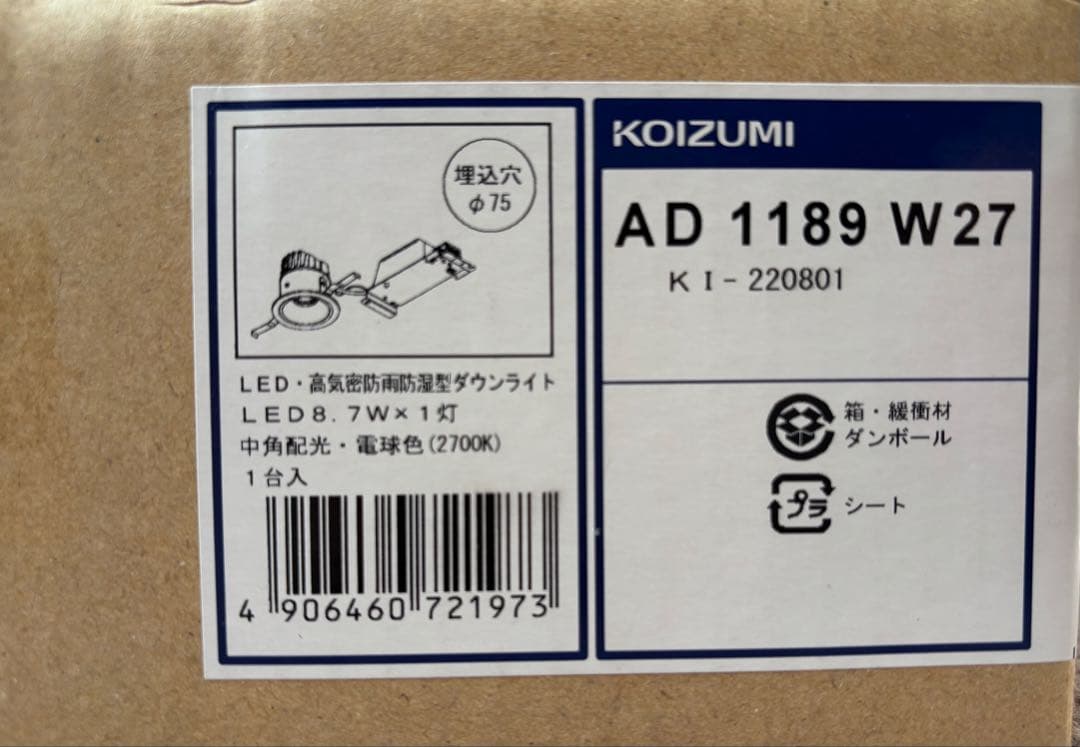 埋込穴
φ75
LED・高気密防雨防湿型ダウンライト
LED8.7W×1灯
中角配光・電球色(2700K)
1台入
4 906460 721973
KOIZUMI
AD 1189 W27
KI-220801
箱・緩衝材
ダンボール
プラ
シート